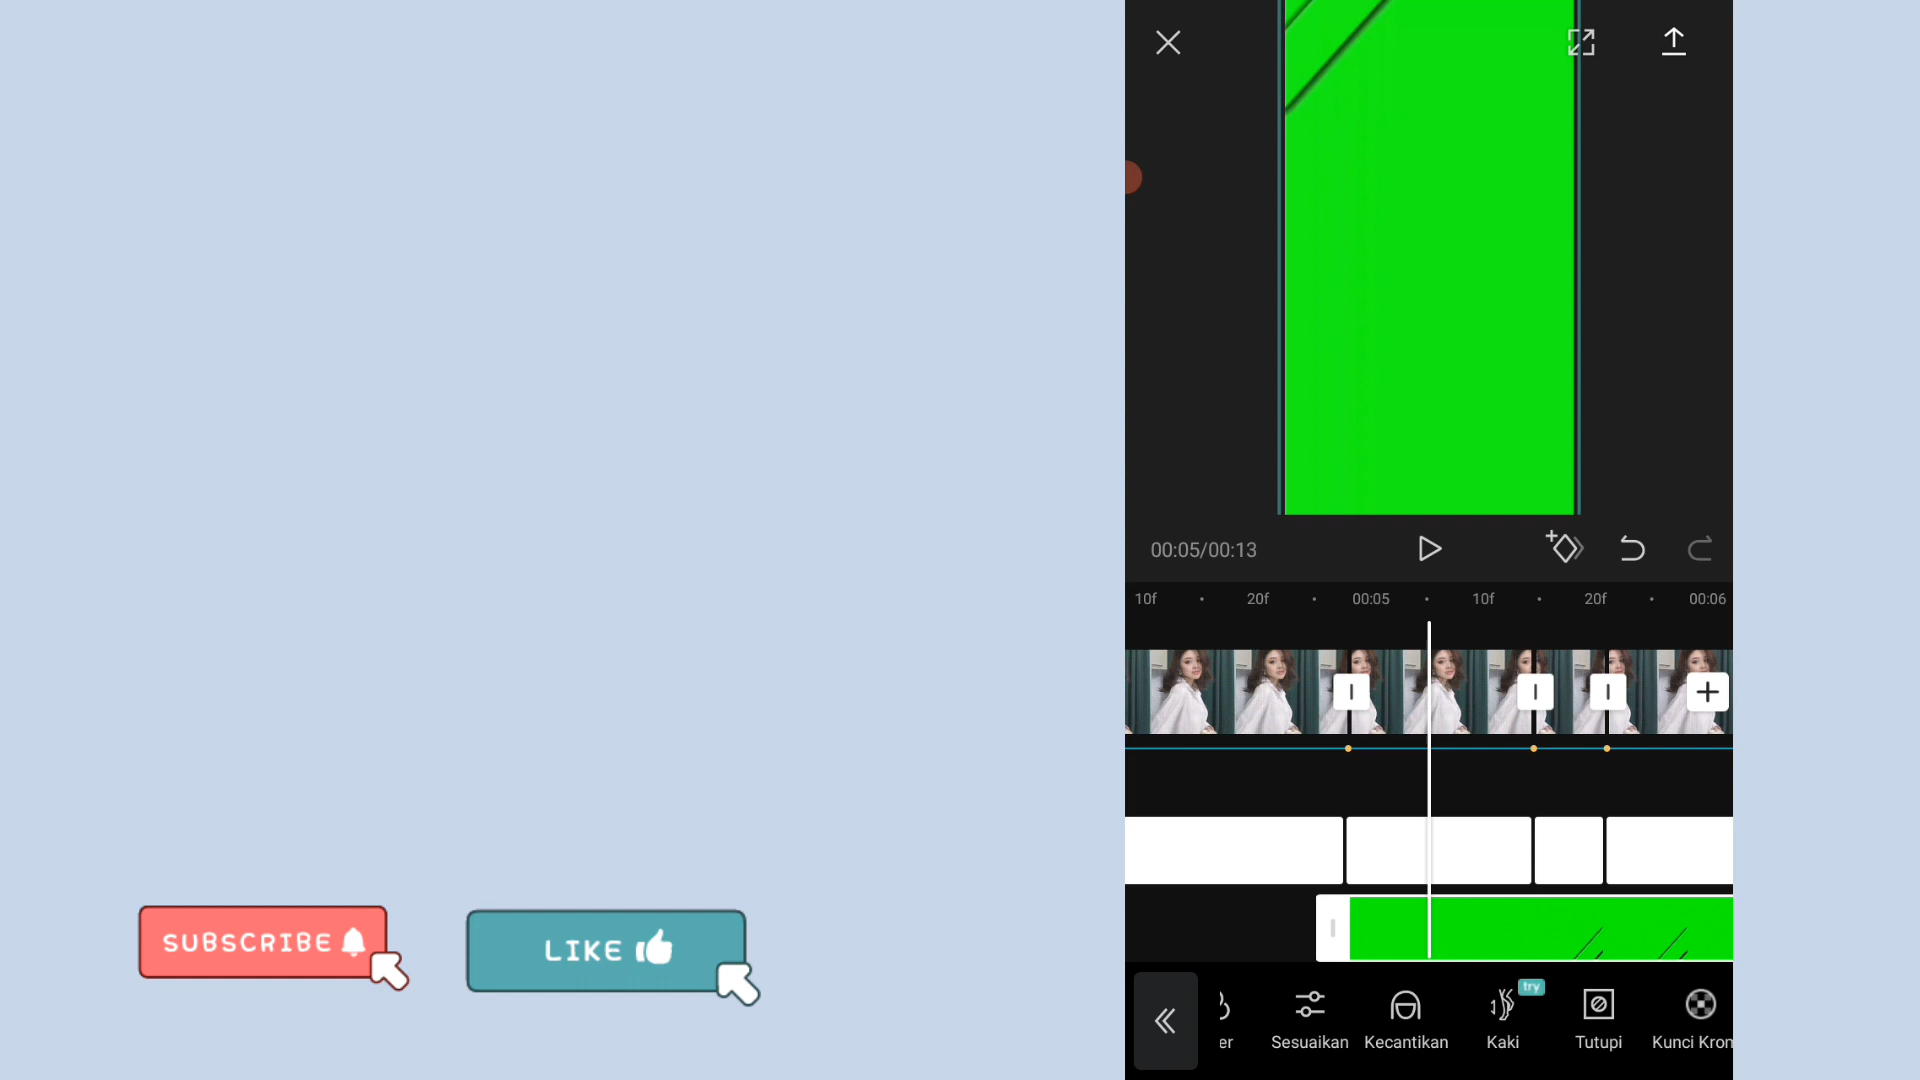 00:05/00:13
10f 20f 00:05 10f 20f 00:06
SUBSCRIBE
LIKE
try
er Sesuaikan Kecantikan Kaki Tutupi Kunci Kron